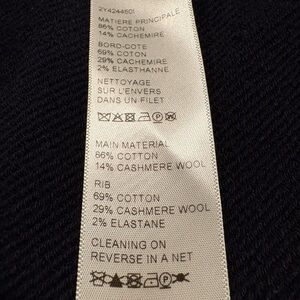 2Y424460I
MATIERE PRINCIPALE
86% COTON
14% CACHEMIRE
BORD-COTE
69% COTON
29% CACHEMIRE
2% ELASTHANNE
NETTOYAGE
SUR L'ENVERS
DANS UN FILET
MAIN MATERIAL
86% COTTON
14% CASHMERE WOOL
RIB
69% COTTON
29% CASHMERE WOOL
2% ELASTANE
CLEANING ON
REVERSE IN A NET